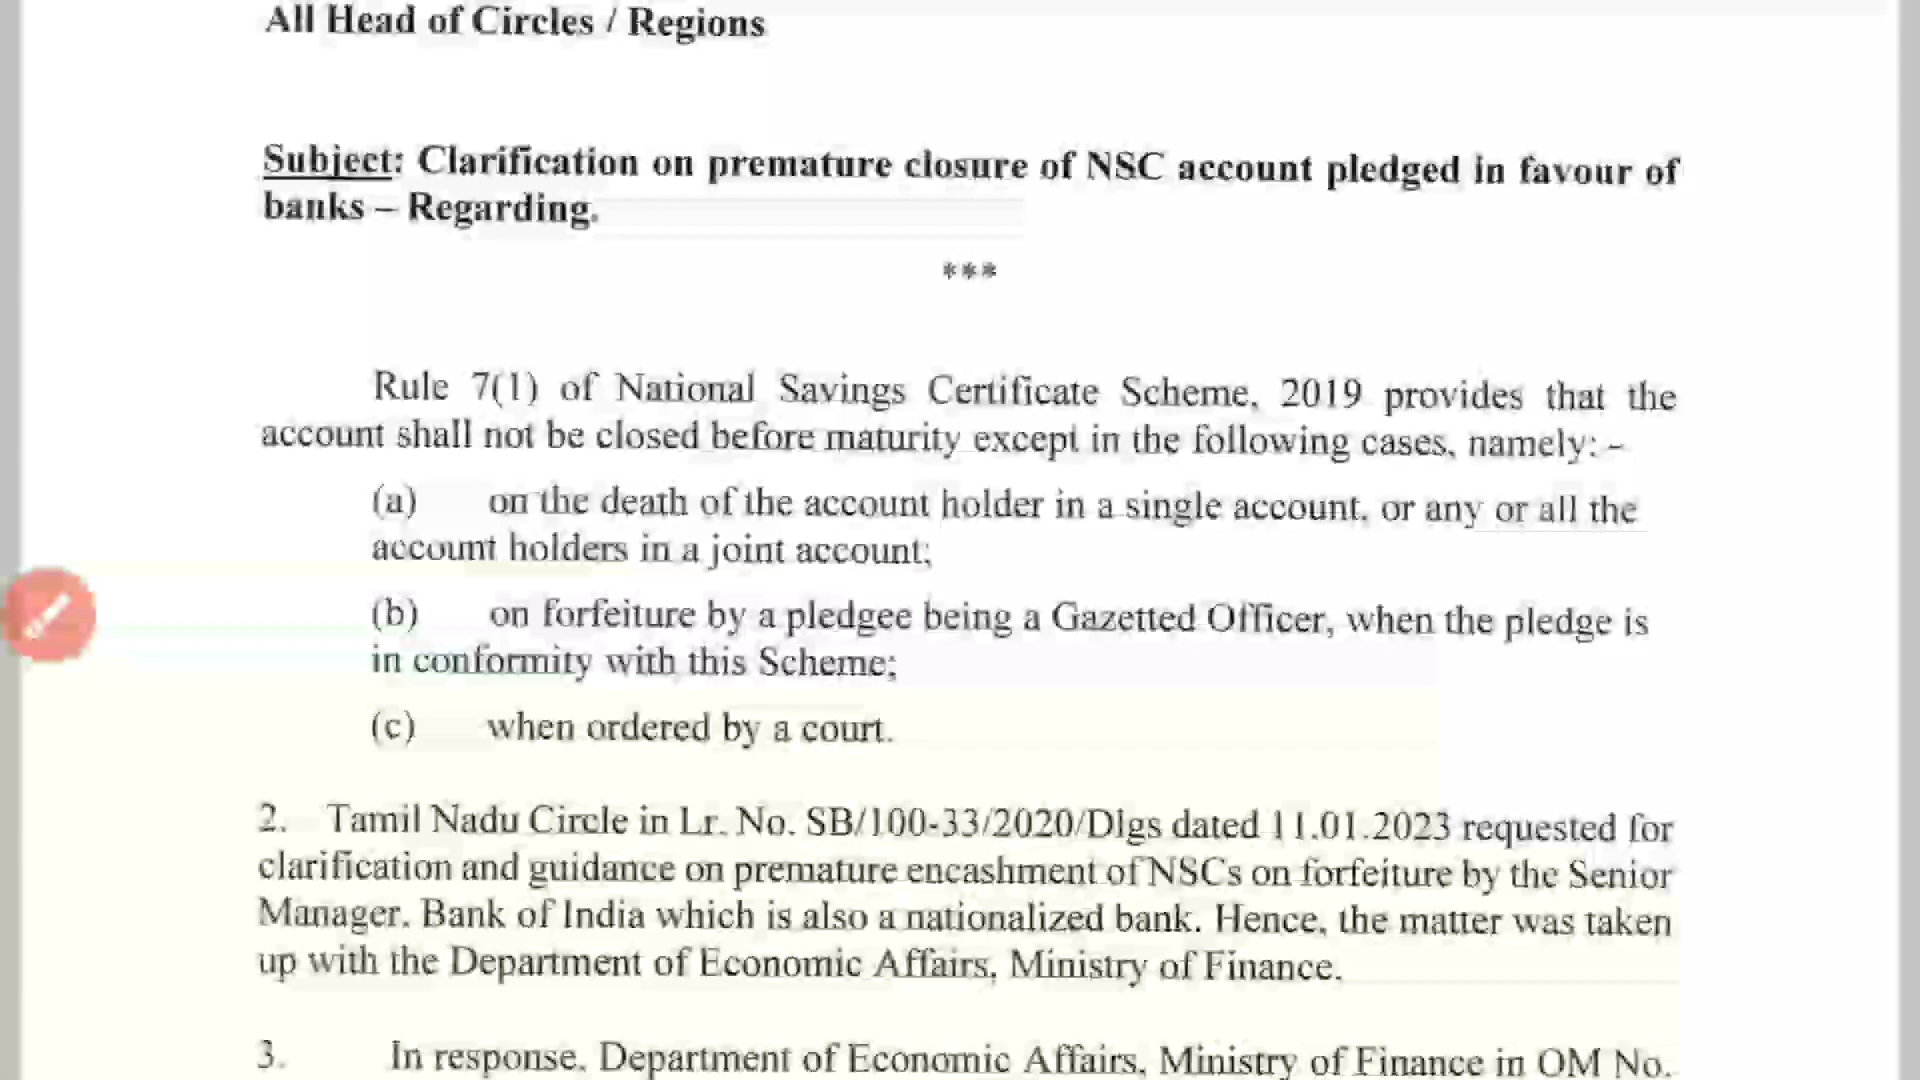 All Head of Circles / Regions
Subject: Clarification on premature closure of NSC account pledged in favour of
banks – Regarding.
***
Rule 7(1) of National Savings Certificate Scheme, 2019 provides that the
account shall not be closed before maturity except in the following cases, namely: -
(a) on the death of the account holder in a single account, or any or all the
account holders in a joint account;
(b) on forfeiture by a pledgee being a Gazetted Officer, when the pledge is
in conformity with this Scheme;
(c) when ordered by a court.
2. Tamil Nadu Circle in Lr. No. SB/100-33/2020/Dlgs dated 11.01.2023 requested for
clarification and guidance on premature encashment of NSCs on forfeiture by the Senior
Manager, Bank of India which is also a nationalized bank. Hence, the matter was taken
up with the Department of Economic Affairs, Ministry of Finance.
3. In response, Department of Economic Affairs, Ministry of Finance in OM No.